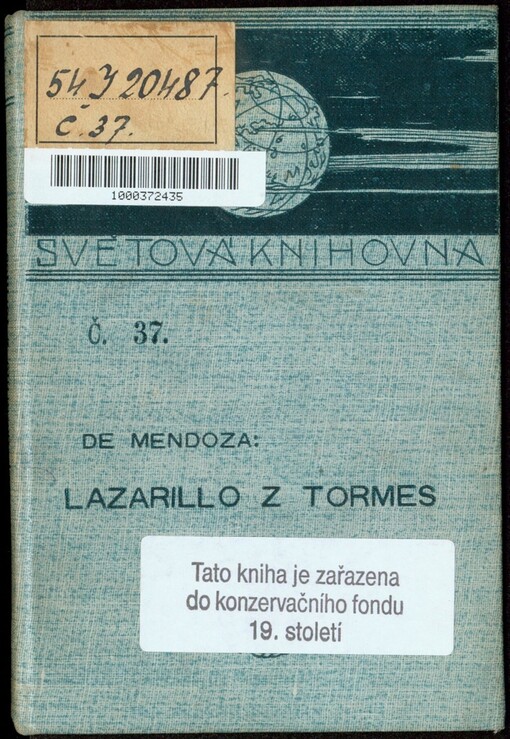 54 J 20487.
Č. 37.
1000372435
SVĚTOVÁ KNIHOVNA
Č. 37.
DE MENDOZA:
LAZARILLO Z TORMES
Tato kniha je zařazena
do konzervačního fondu
19. století